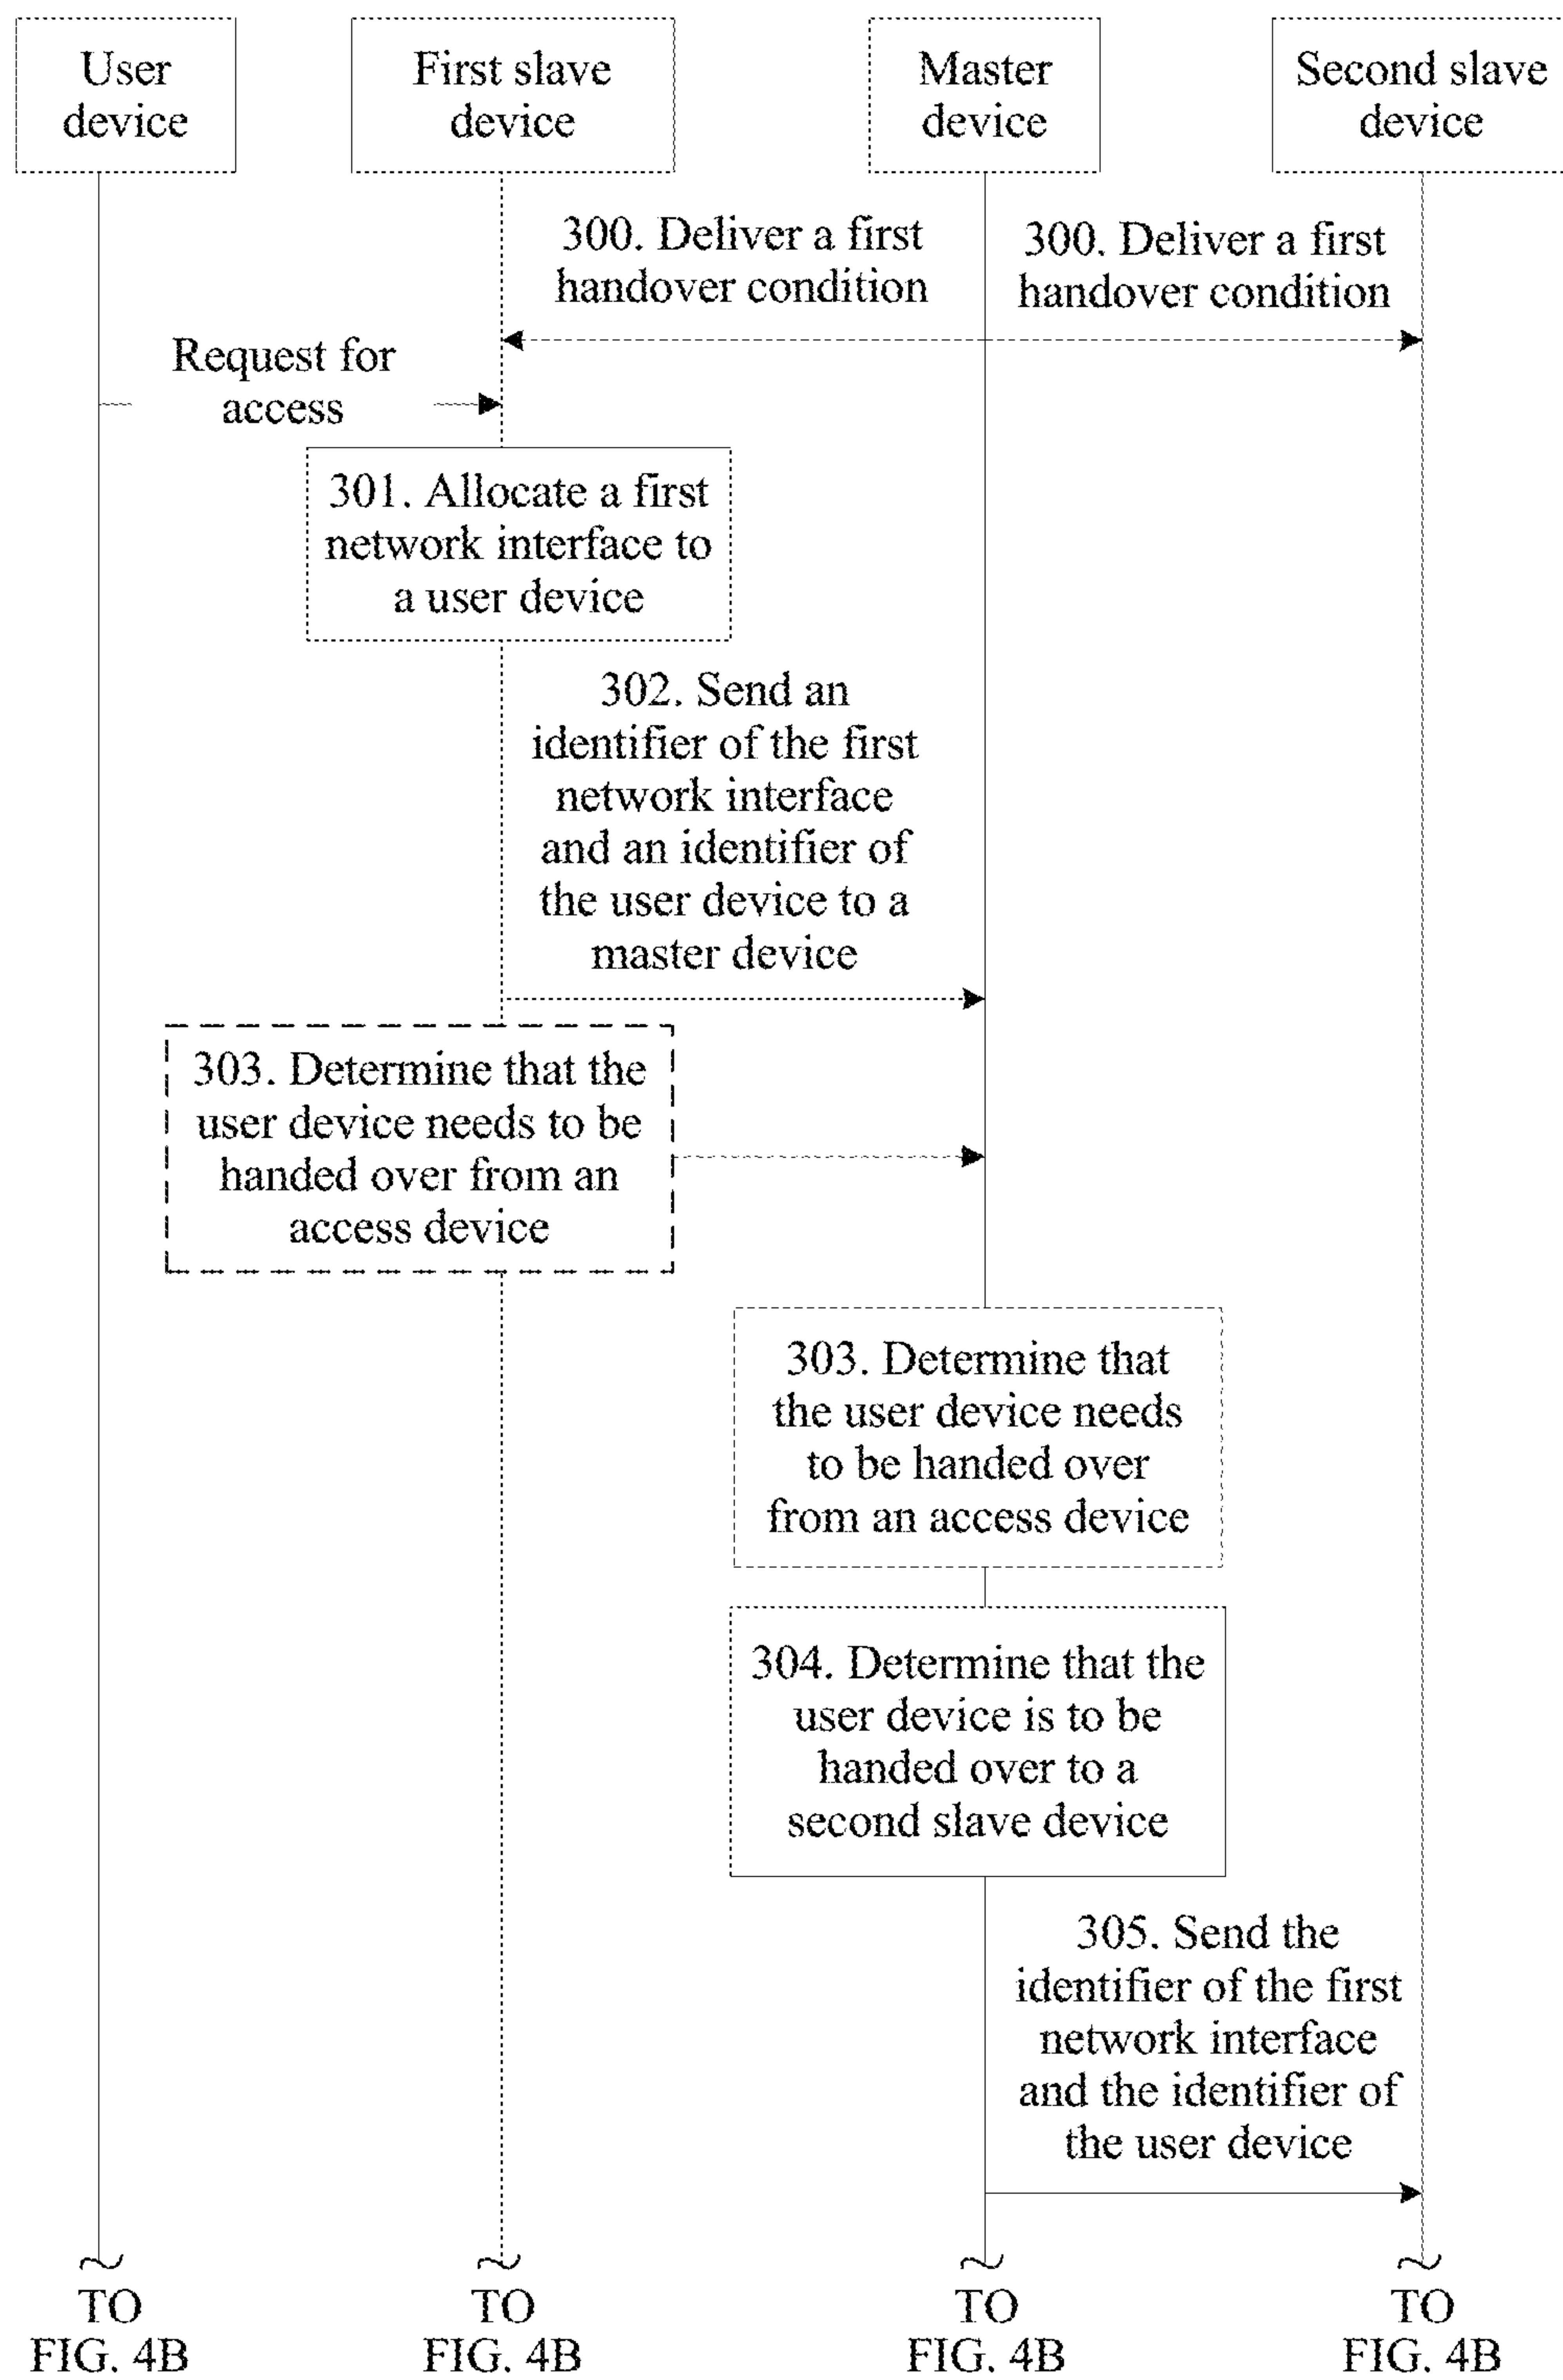 User
device
First slave
device
Master
device
Second slave
device
300. Deliver a first
handover condition
300. Deliver a first
handover condition
Request for
access
301. Allocate a first
network interface to
a user device
302. Send an
identifier of the first
network interface
and an identifier of
the user device to a
master device
303. Determine that the
user device needs to be
handed over from an
access device
303. Determine that
the user device needs
to be handed over
from an access device
304. Determine that the
user device is to be
handed over to a
second slave device
305. Send the
identifier of the first
network interface
and the identifier of
the user device
TO
FIG. 4B
TO
FIG. 4B
TO
FIG. 4B
TO
FIG. 4B